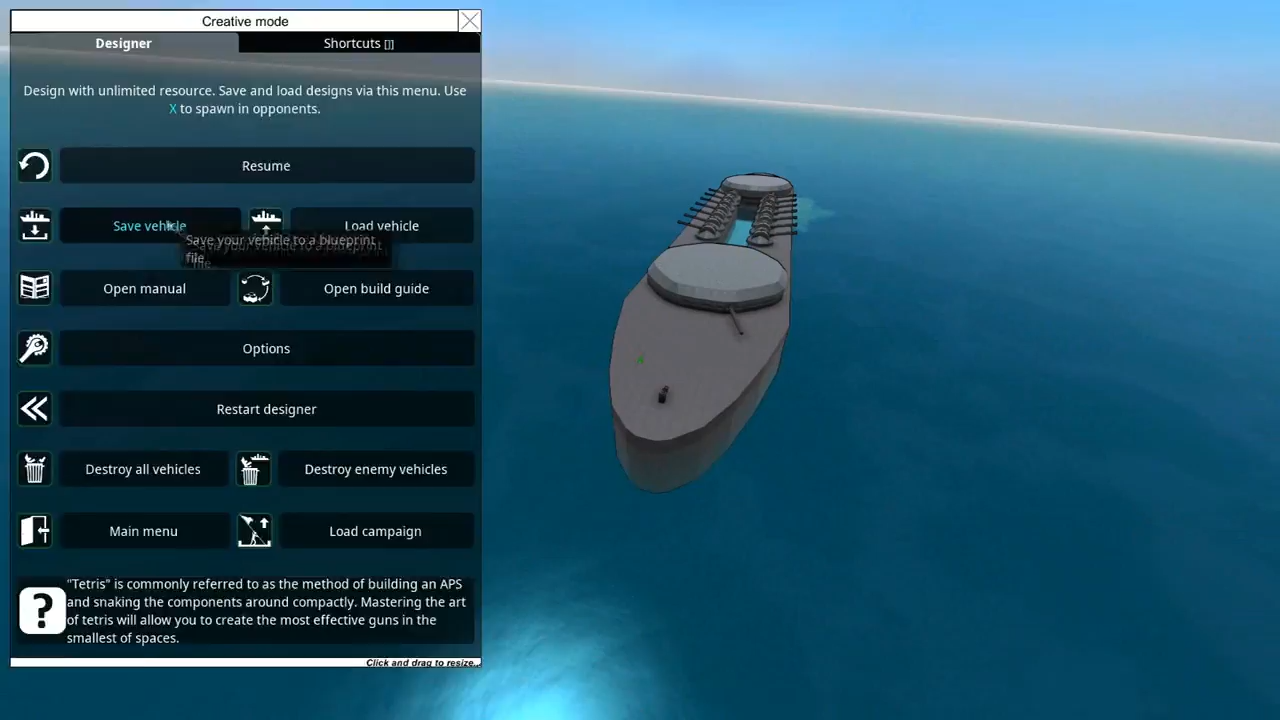 Creative mode
Designer
Shortcuts []]
Design with unlimited resource. Save and load designs via this menu. Use
X to spawn in opponents.
Resume
Save vehicle
Load vehicle
Save your vehicle to a blueprint
file
Open manual
Open build guide
Options
Restart designer
Destroy all vehicles
Destroy enemy vehicles
Main menu
Load campaign
"Tetris" is commonly referred to as the method of building an APS
and snaking the components around compactly. Mastering the art
of tetris will allow you to create the most effective guns in the
smallest of spaces.
Click and drag to resize..